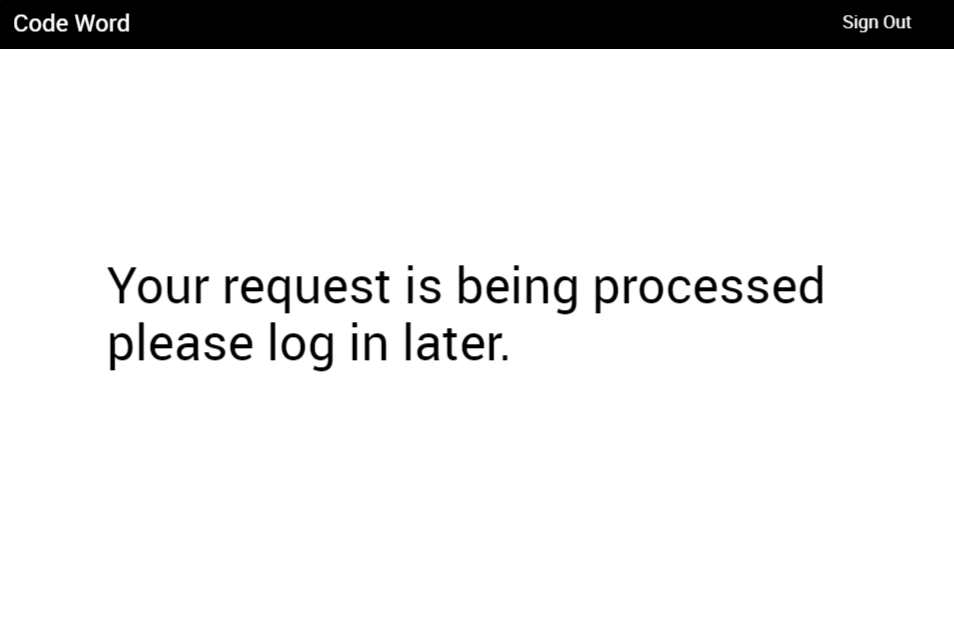 Code Word
Sign Out
Your request is being processed
please log in later.